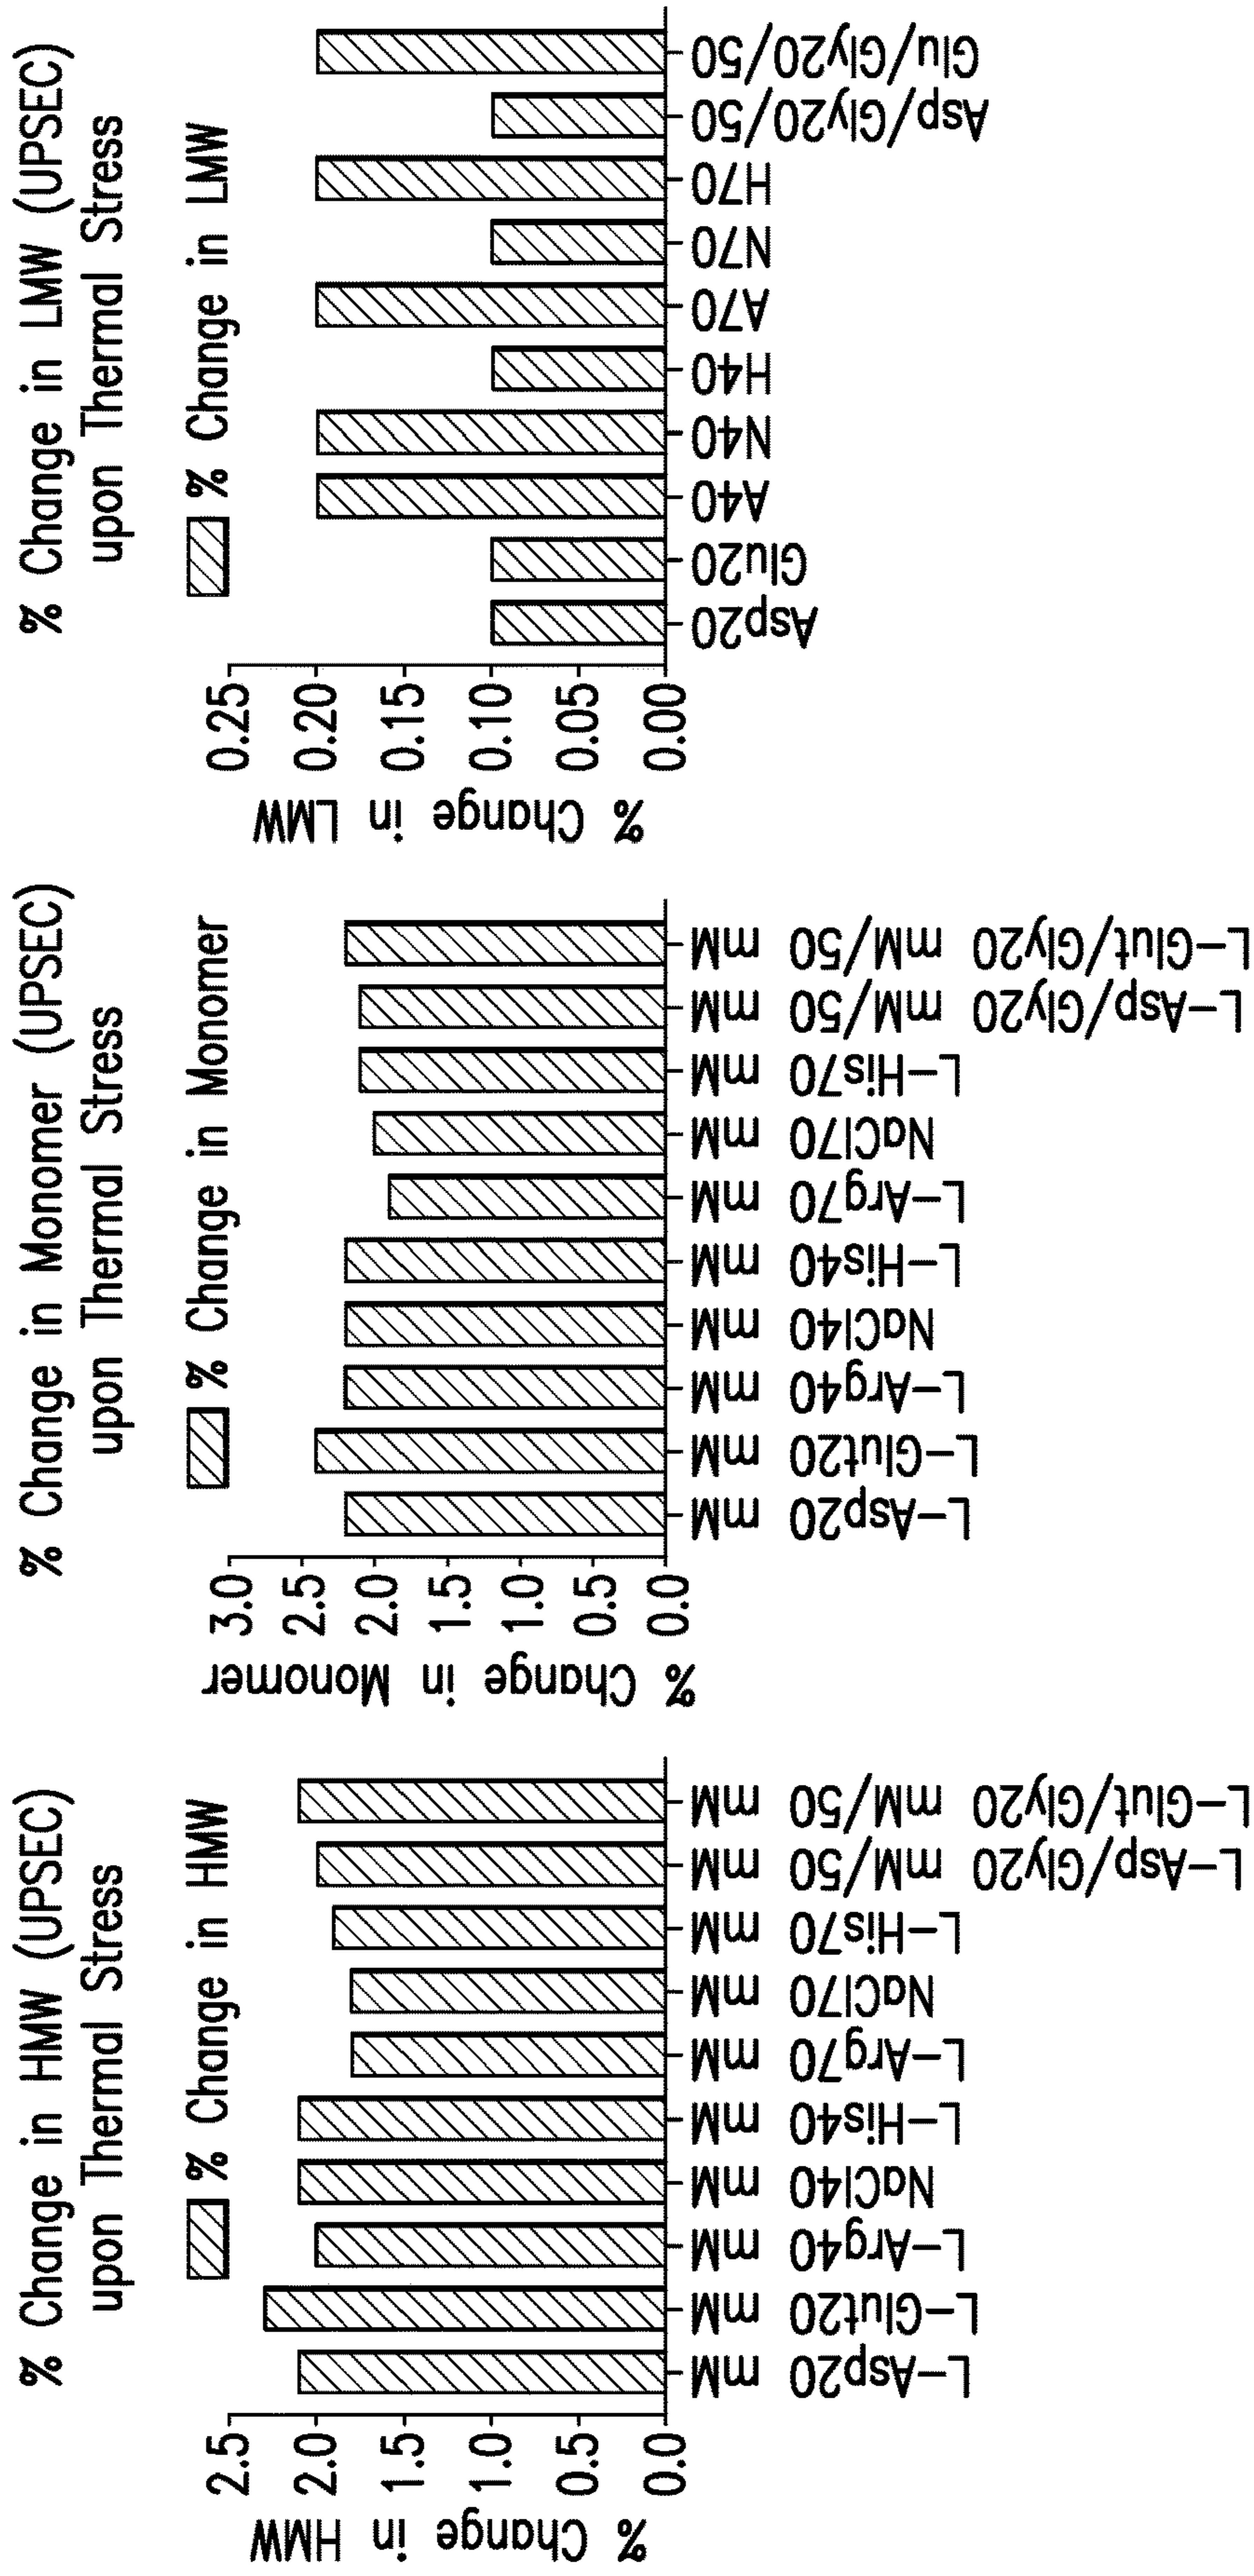 % Change in HMW (UPSEC)
upon Thermal Stress
% Change in HMW
% Change in HMW
2.5
2.0
1.5
1.0
0.5
0.0
L-Asp20 mM
L-Glut20 mM
L-Arg40 mM
NaCl40 mM
L-His40 mM
L-Arg70 mM
NaCl70 mM
L-His70 mM
L-Asp/Gly20 mM/50 mM
L-Glut/Gly20 mM/50 mM
% Change in Monomer (UPSEC)
upon Thermal Stress
% Change in Monomer
% Change in Monomer
3.0
2.5
2.0
1.5
1.0
0.5
0.0
L-Asp20 mM
L-Glut20 mM
L-Arg40 mM
NaCl40 mM
L-His40 mM
L-Arg70 mM
NaCl70 mM
L-His70 mM
L-Asp/Gly20 mM/50 mM
L-Glut/Gly20 mM/50 mM
% Change in LMW (UPSEC)
upon Thermal Stress
% Change in LMW
% Change in LMW
0.25
0.20
0.15
0.10
0.05
0.00
Asp20
Glu20
A40
N40
H40
A70
N70
H70
Asp/Gly20/50
Glu/Gly20/50